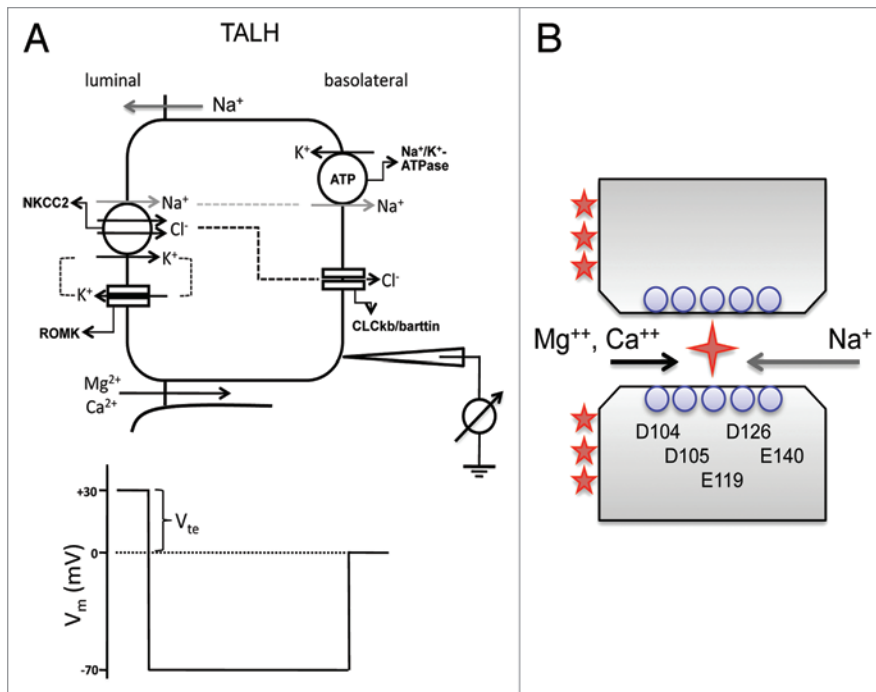 A
TALH
luminal
basolateral
Na⁺
K⁺
Na⁺/K⁺-
ATPase
ATP
NKCC2
Na⁺
Na⁺
Cl⁻
K⁺
K⁺
Cl⁻
ROMK
CLCkb/barttin
Mg²⁺
Ca²⁺
+30
Vte
0
Vm (mV)
-70
B
Mg⁺⁺, Ca⁺⁺
Na⁺
D104
D126
D105
E140
E119